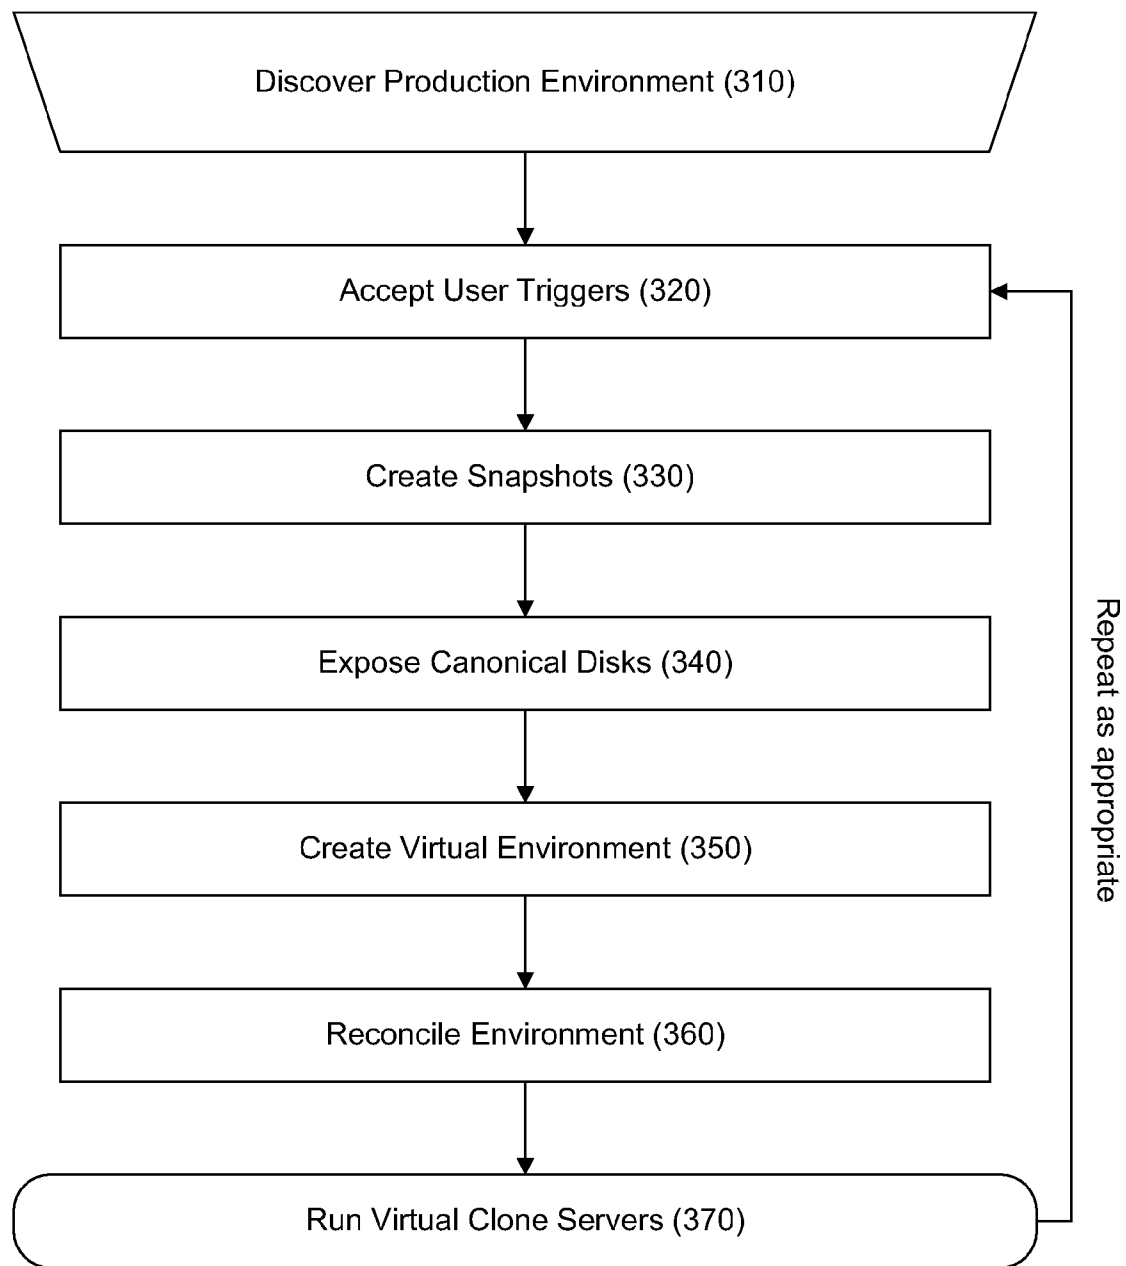 Discover Production Environment (310)
Accept User Triggers (320)
Create Snapshots (330)
Expose Canonical Disks (340)
Create Virtual Environment (350)
Reconcile Environment (360)
Run Virtual Clone Servers (370)
Repeat as appropriate